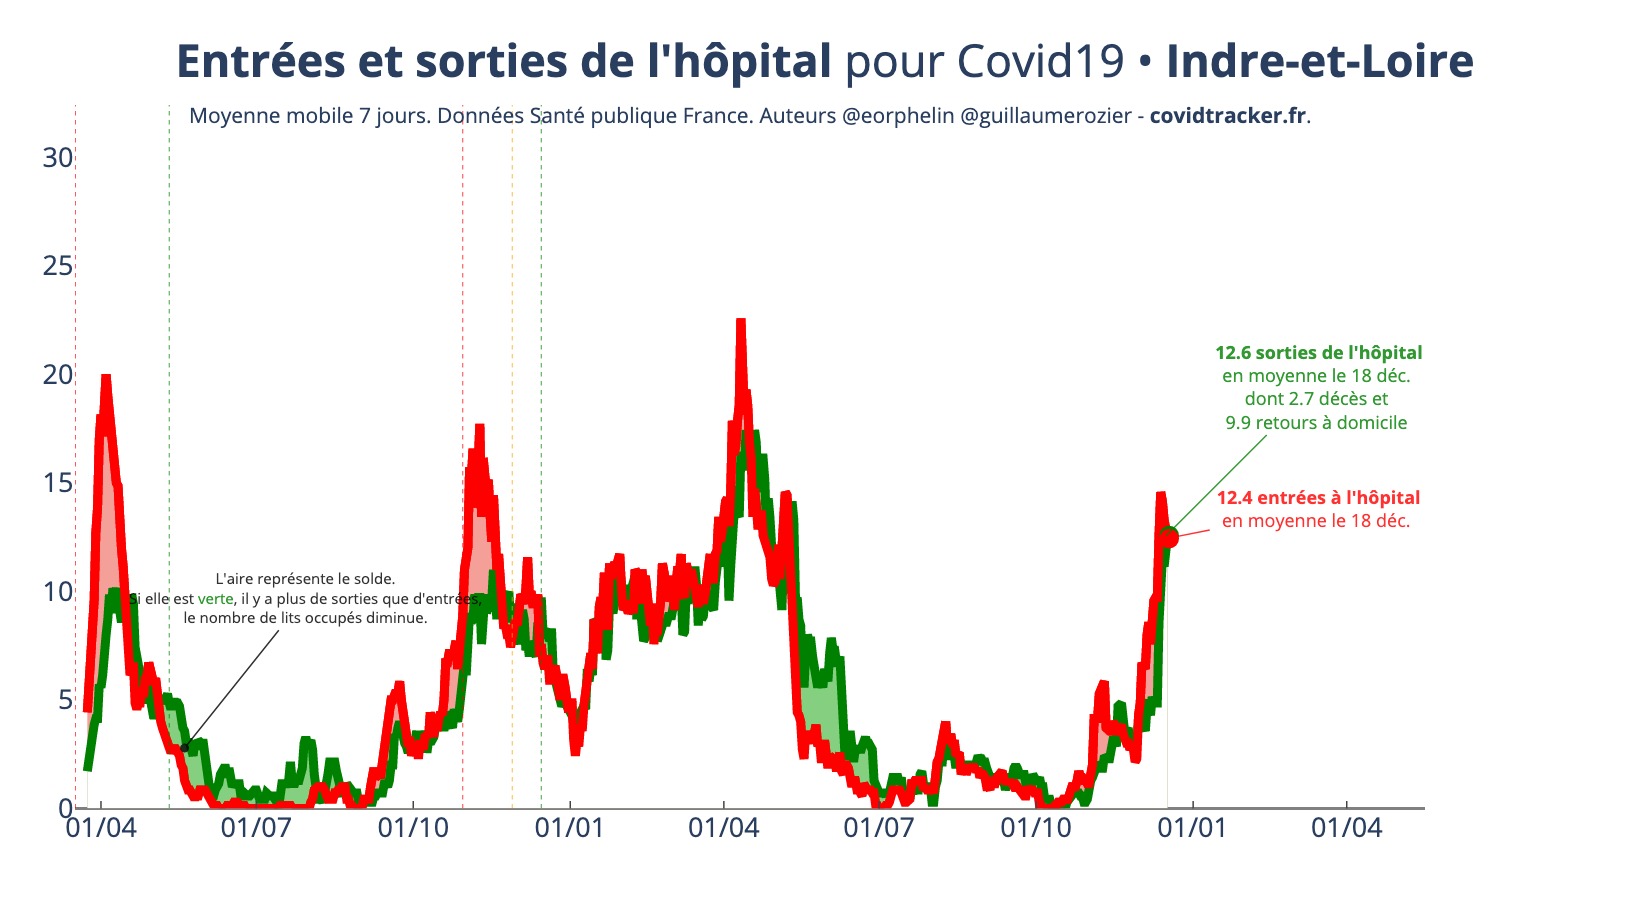 Entrées et sorties de l'hôpital pour Covid19 • Indre-et-Loire
Moyenne mobile 7 jours. Données Santé publique France. Auteurs @eorphelin @guillaumerozier - covidtracker.fr.
30
25
20
15
10
5
0
12.6 sorties de l'hôpital
en moyenne le 18 déc.
dont 2.7 décès et
9.9 retours à domicile
12.4 entrées à l'hôpital
en moyenne le 18 déc.
L'aire représente le solde.
Si elle est verte, il y a plus de sorties que d'entrées,
le nombre de lits occupés diminue.
01/04 01/07 01/10 01/01 01/04 01/07 01/10 01/01 01/04